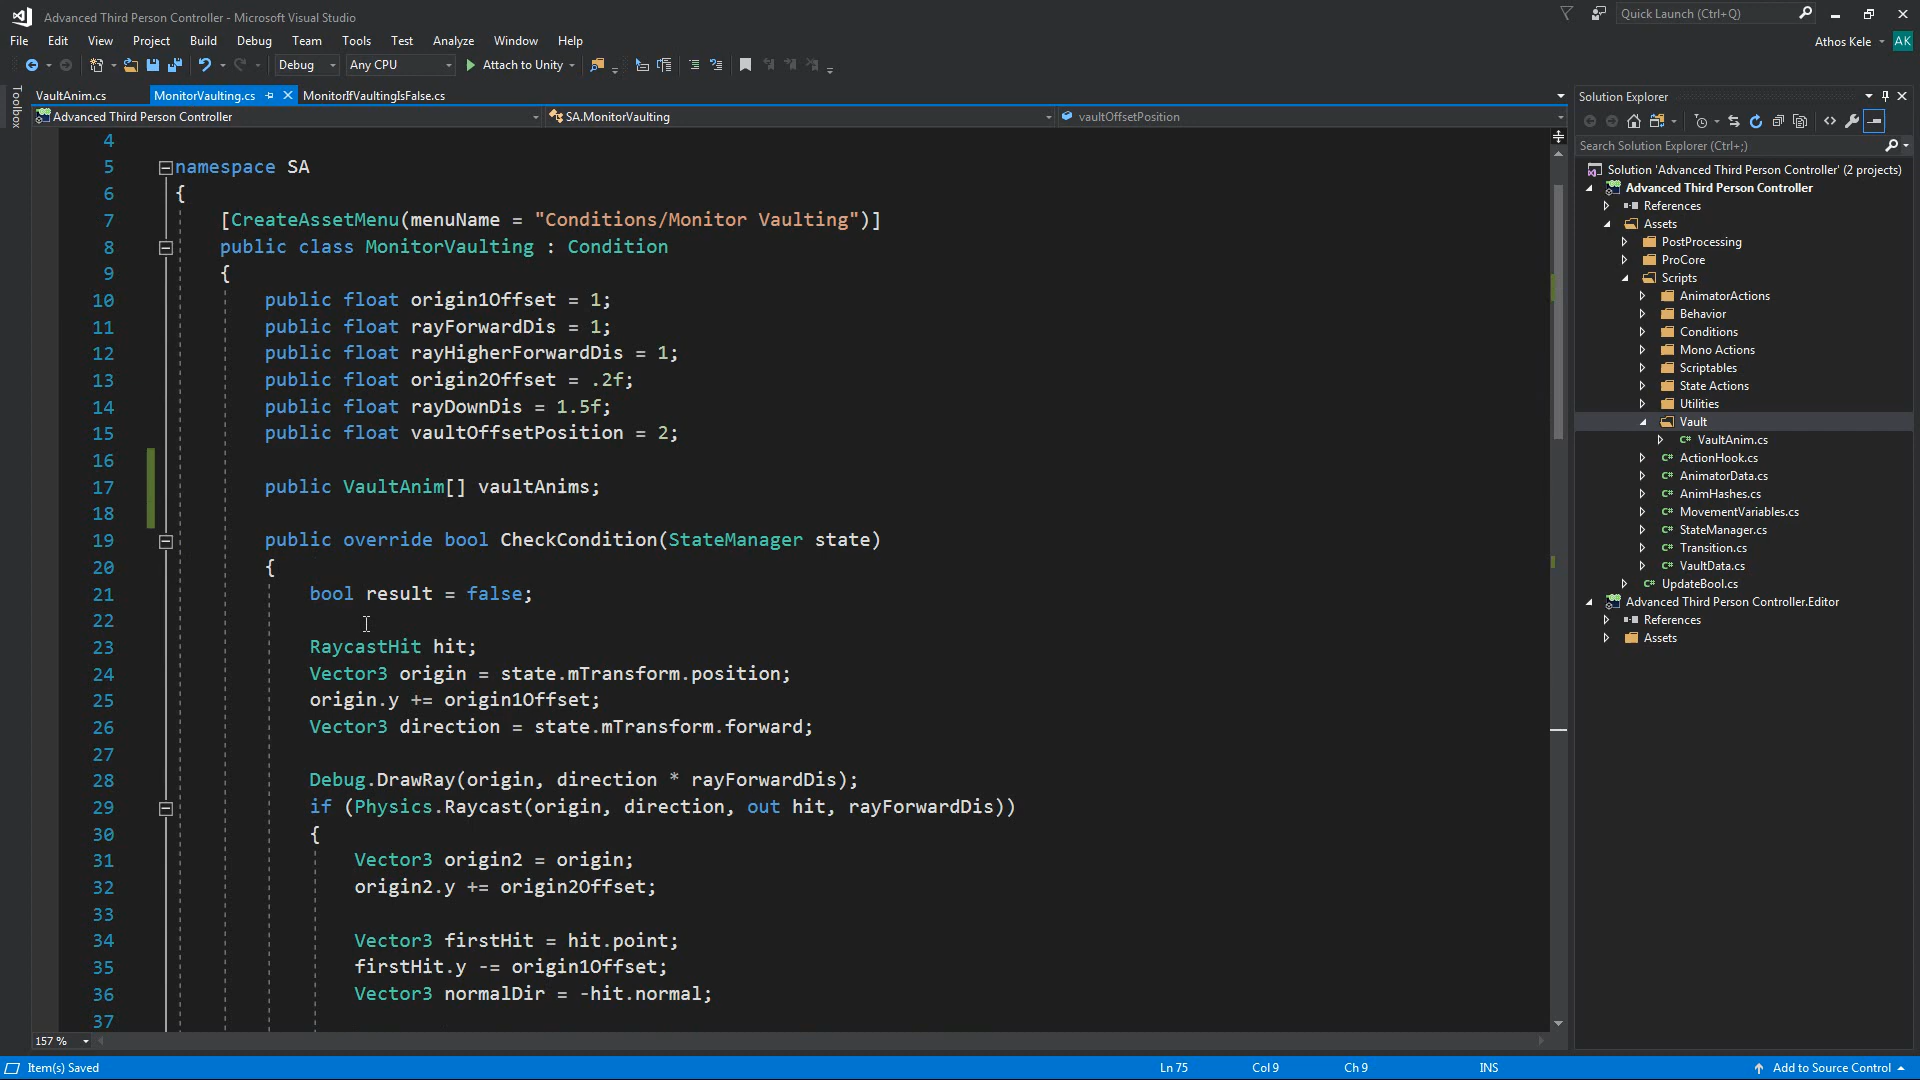 Advanced Third Person Controller - Microsoft Visual Studio
Quick Launch (Ctrl+Q)
File Edit View Project Build Debug Team Tools Test Analyze Window Help
Athos Kele AK
Debug Any CPU Attach to Unity
Toolbox
VaultAnim.cs MonitorVaulting.cs MonitorIfVaultingIsFalse.cs
Advanced Third Person Controller SA.MonitorVaulting vaultOffsetPosition
4
5 namespace SA
6 {
7 [CreateAssetMenu(menuName = "Conditions/Monitor Vaulting")]
8 public class MonitorVaulting : Condition
9 {
10 public float origin1Offset = 1;
11 public float rayForwardDis = 1;
12 public float rayHigherForwardDis = 1;
13 public float origin2Offset = .2f;
14 public float rayDownDis = 1.5f;
15 public float vaultOffsetPosition = 2;
16
17 public VaultAnim[] vaultAnims;
18
19 public override bool CheckCondition(StateManager state)
20 {
21 bool result = false;
22
23 RaycastHit hit;
24 Vector3 origin = state.mTransform.position;
25 origin.y += origin1Offset;
26 Vector3 direction = state.mTransform.forward;
27
28 Debug.DrawRay(origin, direction * rayForwardDis);
29 if (Physics.Raycast(origin, direction, out hit, rayForwardDis))
30 {
31 Vector3 origin2 = origin;
32 origin2.y += origin2Offset;
33
34 Vector3 firstHit = hit.point;
35 firstHit.y -= origin1Offset;
36 Vector3 normalDir = -hit.normal;
37
157 %
Solution Explorer
Search Solution Explorer (Ctrl+;)
Solution 'Advanced Third Person Controller' (2 projects)
Advanced Third Person Controller
References
Assets
PostProcessing
ProCore
Scripts
AnimatorActions
Behavior
Conditions
Mono Actions
Scriptables
State Actions
Utilities
Vault
C# VaultAnim.cs
C# ActionHook.cs
C# AnimatorData.cs
C# AnimHashes.cs
C# MovementVariables.cs
C# StateManager.cs
C# Transition.cs
C# VaultData.cs
C# UpdateBool.cs
Advanced Third Person Controller.Editor
References
Assets
Item(s) Saved Ln 75 Col 9 Ch 9 INS Add to Source Control